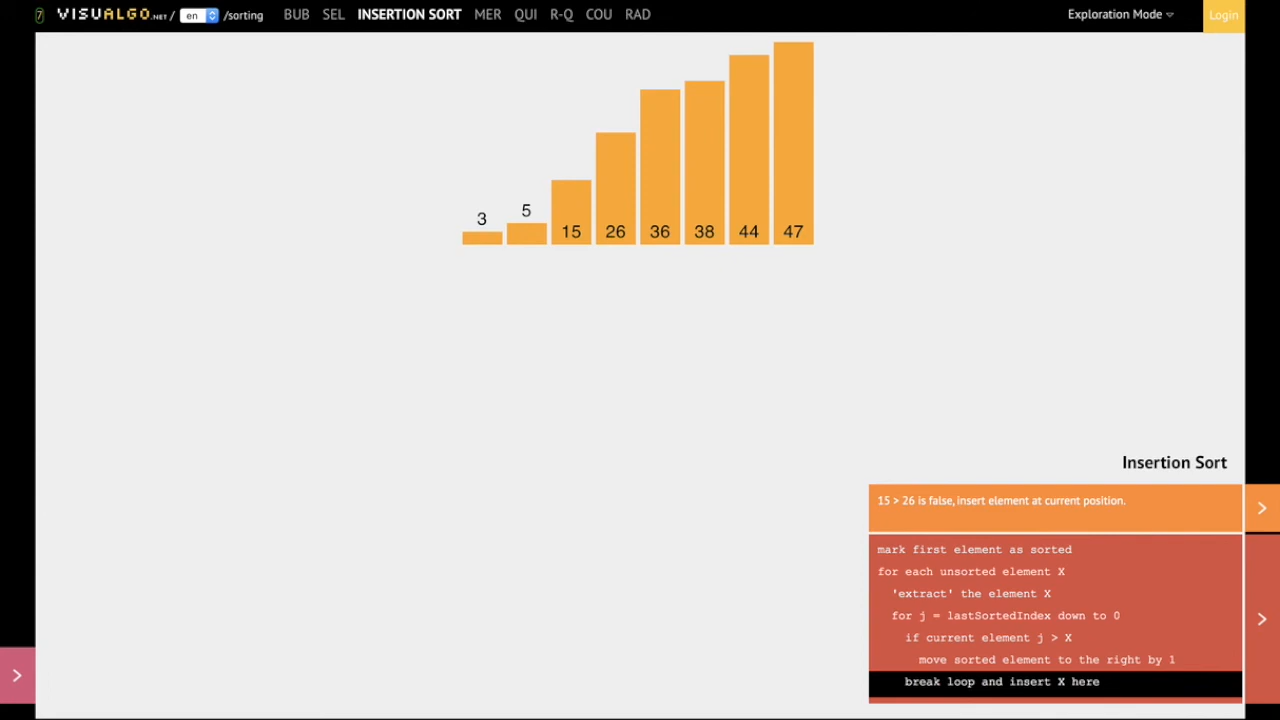 7 VISUALGO.NET / en /sorting BUB SEL INSERTION SORT MER QUI R-Q COU RAD Exploration Mode Login
3 5 15 26 36 38 44 47
Insertion Sort
15 > 26 is false, insert element at current position.
mark first element as sorted
for each unsorted element X
'extract' the element X
for j = lastSortedIndex down to 0
if current element j > X
move sorted element to the right by 1
break loop and insert X here